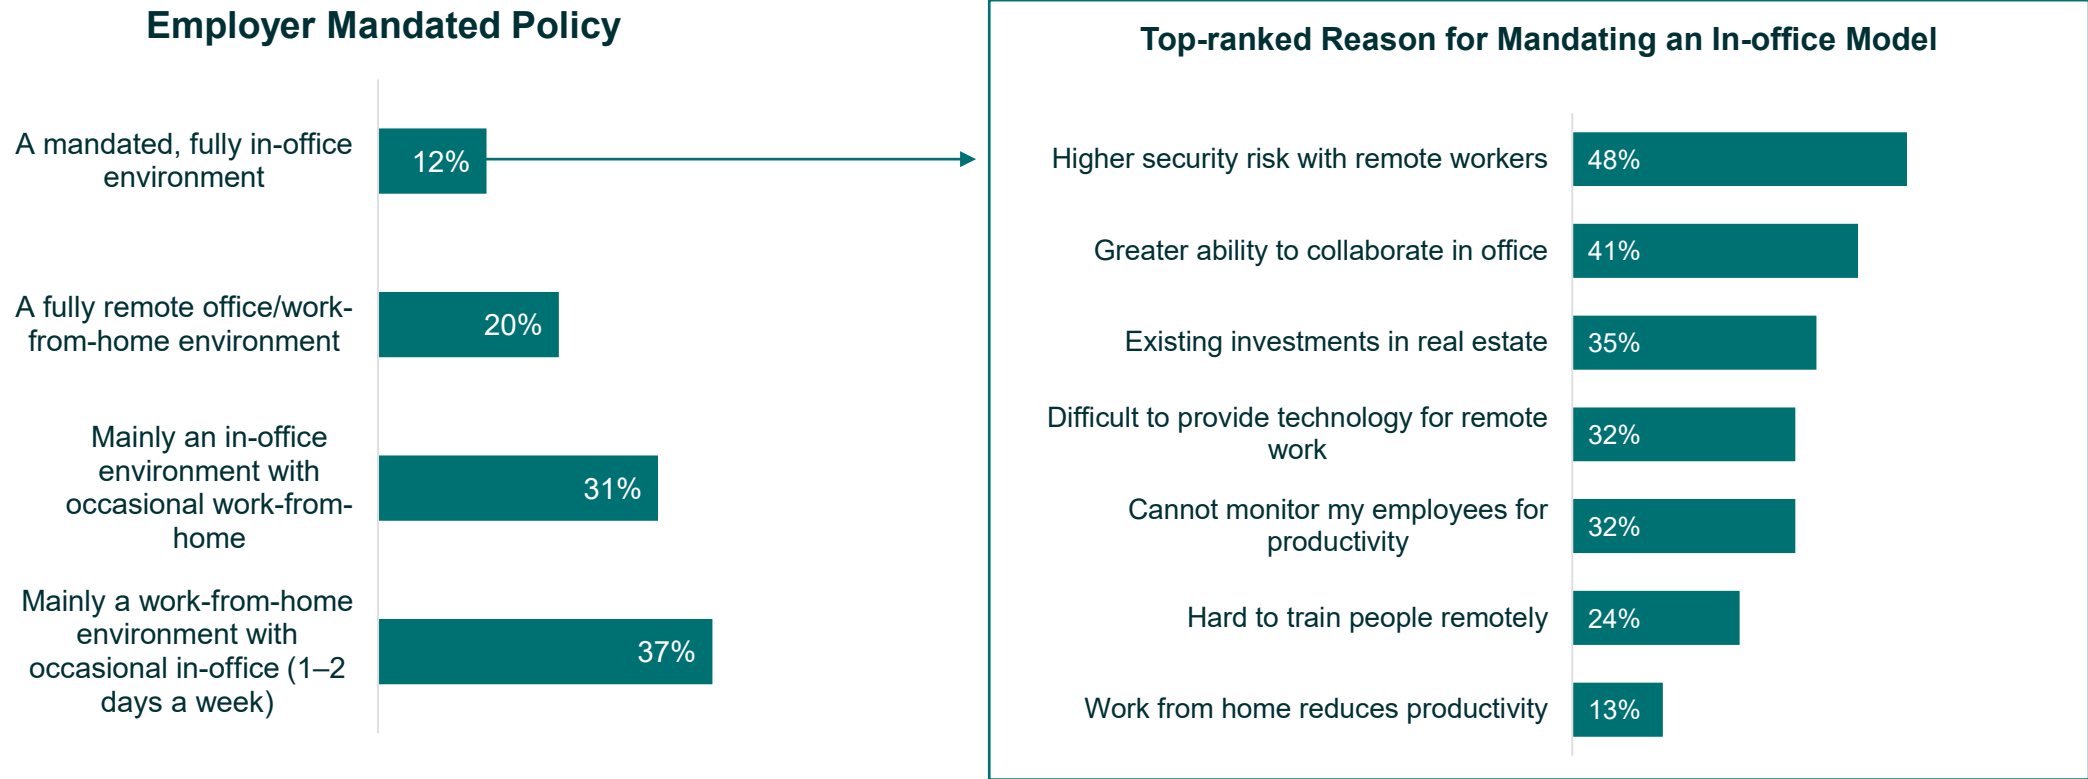 Employer Mandated Policy
A mandated, fully in-office
environment
12%
A fully remote office/work-
from-home environment
20%
Mainly an in-office
environment with
occasional work-from-
home
31%
Mainly a work-from-home
environment with
occasional in-office (1–2
days a week)
37%
Top-ranked Reason for Mandating an In-office Model
Higher security risk with remote workers
48%
Greater ability to collaborate in office
41%
Existing investments in real estate
35%
Difficult to provide technology for remote
work
32%
Cannot monitor my employees for
productivity
32%
Hard to train people remotely
24%
Work from home reduces productivity
13%